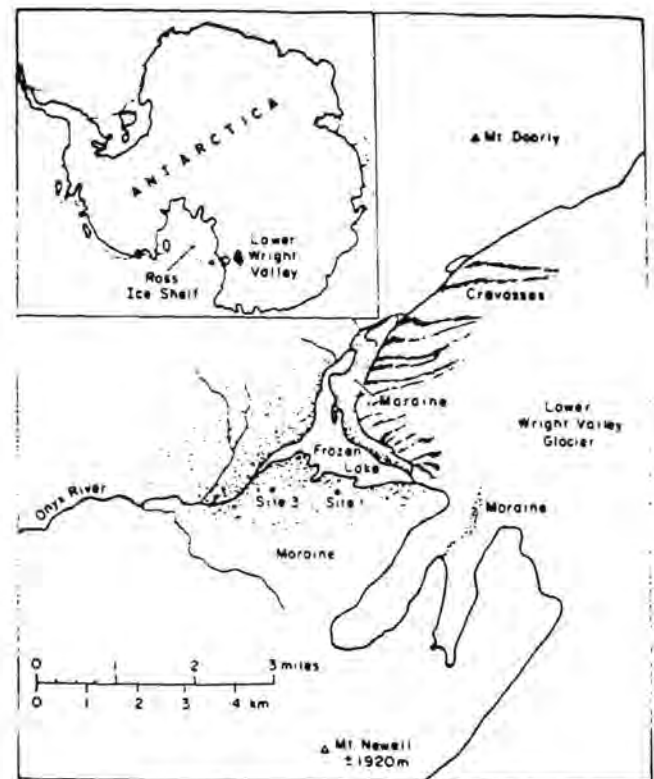 ANTARCTICA
Lower
Wright
Valley
Ross
Ice Shelf
Mt. Doorly
Crevasses
Moraine
Lower
Wright Valley
Glacier
Frozen
Lake
Onyx River
Site 3
Site 1
Moraine
Moraine
0 1 2 3 miles
0 1 2 3 4 km
Mt. Newell
± 1920m